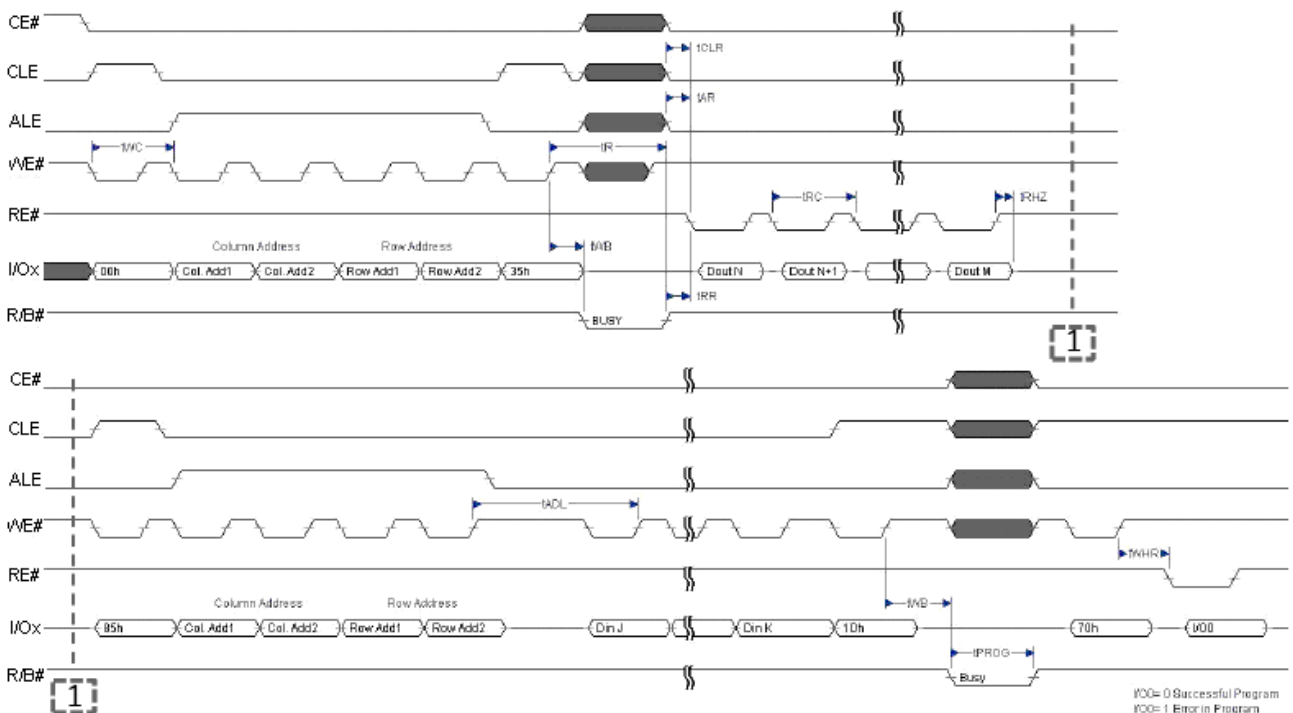 CE#
tCLR
CLE
tAR
ALE
tWC
tR
WE#
tRC
tRHZ
RE#
Column Address
Row Address
tWB
I/Ox
00h
Col. Add1
Col. Add2
Row Add1
Row Add2
35h
Dout N
Dout N+1
Dout M
tRR
R/B#
BUSY
1
CE#
CLE
ALE
tADL
WE#
tWHR
RE#
Column Address
Row Address
tWB
I/Ox
85h
Col. Add1
Col. Add2
Row Add1
Row Add2
Din J
Din K
10h
70h
I/O0
tPROG
R/B#
Busy
1
I/O0= 0 Successful Program
I/O0= 1 Error in Program